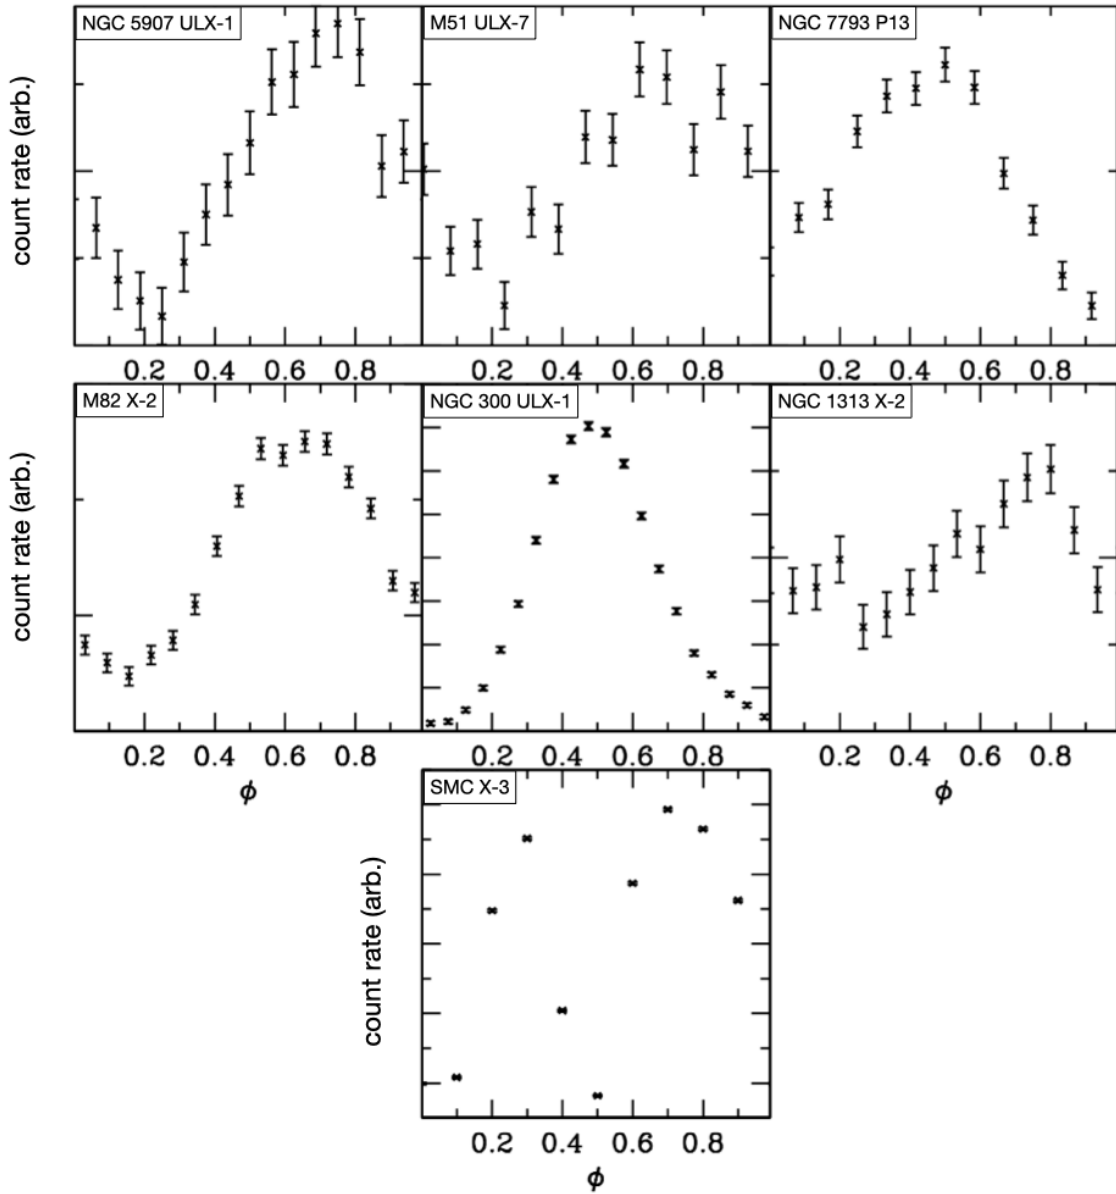 NGC 5907 ULX-1
M51 ULX-7
NGC 7793 P13
count rate (arb.)
0.2 0.4 0.6 0.8
0.2 0.4 0.6 0.8
0.2 0.4 0.6 0.8
M82 X-2
NGC 300 ULX-1
NGC 1313 X-2
count rate (arb.)
0.2 0.4 0.6 0.8
0.2 0.4 0.6 0.8
0.2 0.4 0.6 0.8
ϕ
ϕ
SMC X-3
count rate (arb.)
0.2 0.4 0.6 0.8
ϕ